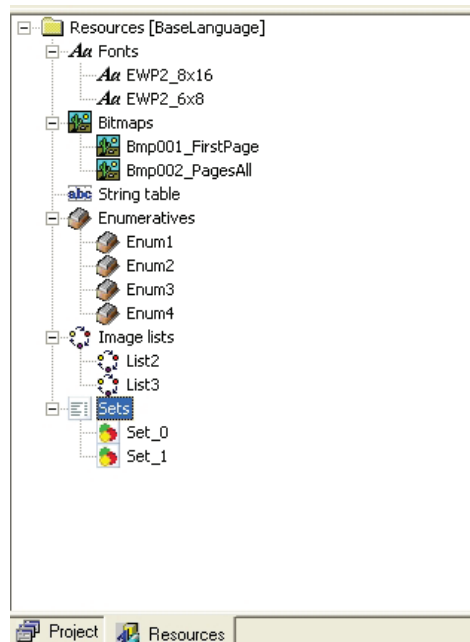 Resources [BaseLanguage]
Aa Fonts
Aa EWP2_8x16
Aa EWP2_6x8
Bitmaps
Bmp001_FirstPage
Bmp002_PagesAll
abc String table
Enumeratives
Enum1
Enum2
Enum3
Enum4
Image lists
List2
List3
Sets
Set_0
Set_1
Project Resources